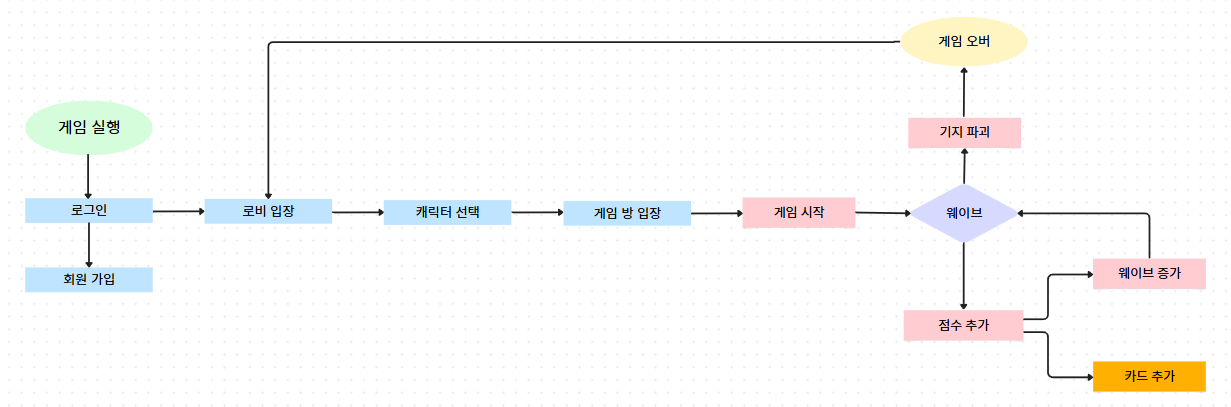 게임 오버
게임 실행
기지 파괴
로그인
로비 입장
캐릭터 선택
게임 방 입장
게임 시작
웨이브
회원 가입
웨이브 증가
점수 추가
카드 추가